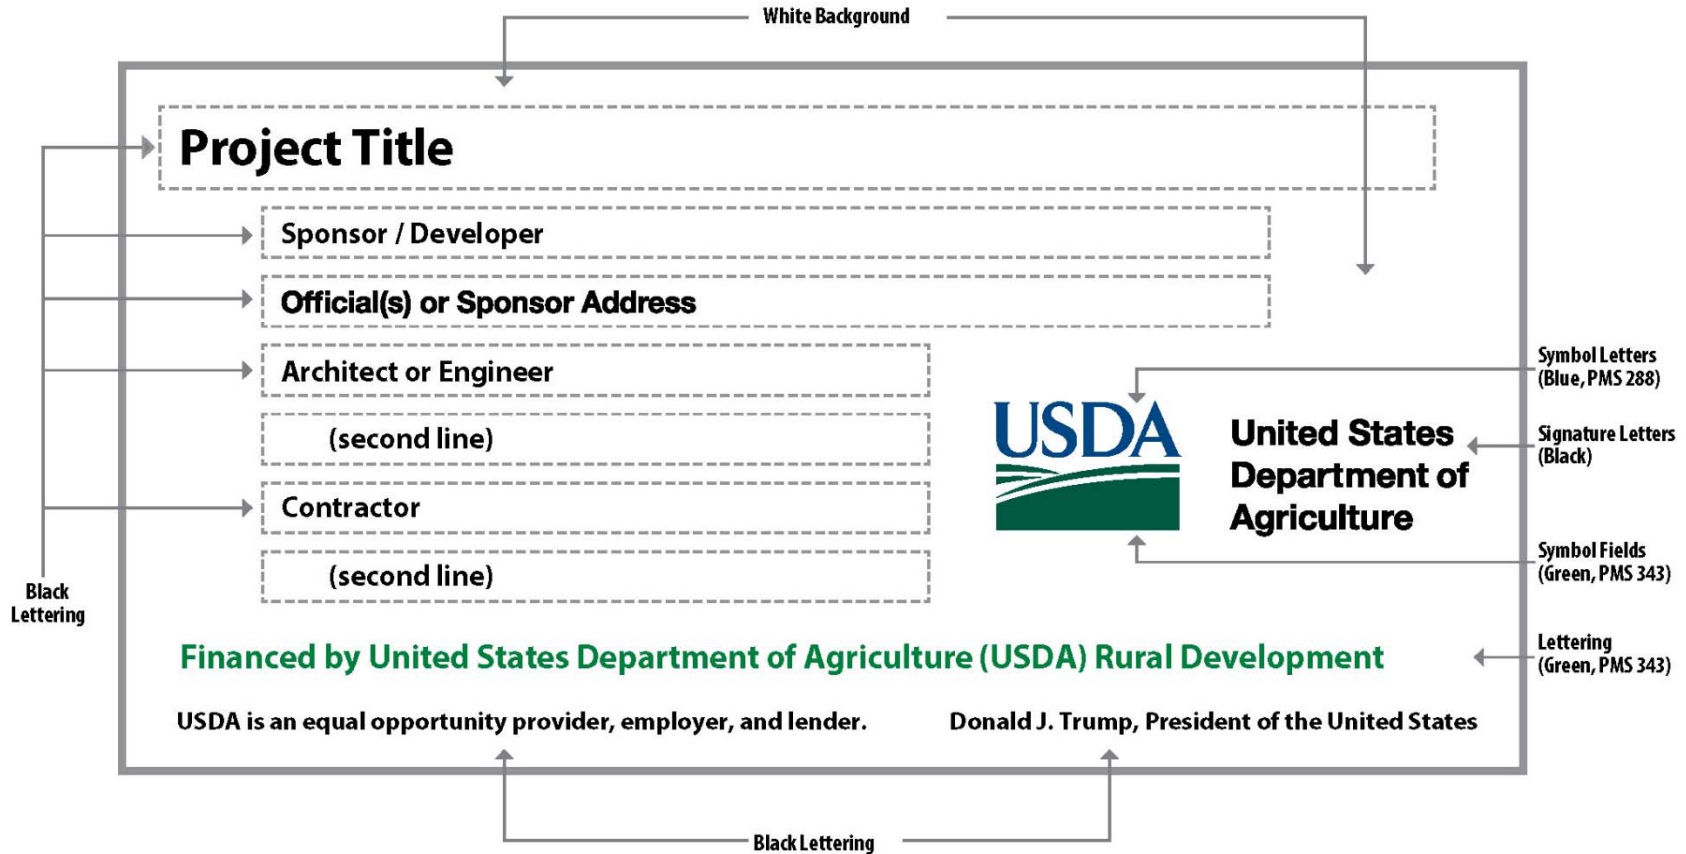 White Background
Project Title
Sponsor / Developer
Official(s) or Sponsor Address
Architect or Engineer
(second line)
Contractor
(second line)
Black
Lettering
USDA
United States
Department of
Agriculture
Symbol Letters
(Blue, PMS 288)
Signature Letters
(Black)
Symbol Fields
(Green, PMS 343)
Lettering
(Green, PMS 343)
Financed by United States Department of Agriculture (USDA) Rural Development
USDA is an equal opportunity provider, employer, and lender.
Donald J. Trump, President of the United States
Black Lettering